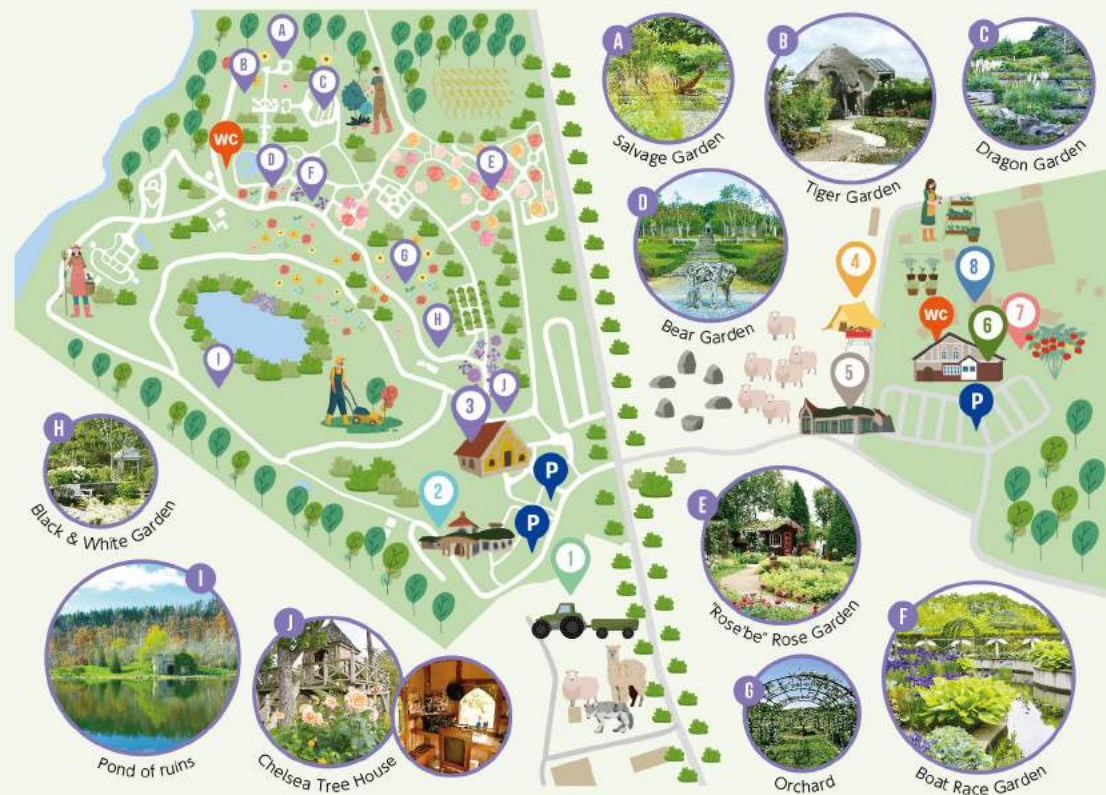 A
B
C
WC
D
F
E
G
H
I
J
3
2
P
P
1
A
Salvage Garden
B
Tiger Garden
C
Dragon Garden
D
Bear Garden
4
8
WC
6
7
5
P
H
Black & White Garden
I
Pond of ruins
J
Chelsea Tree House
E
"Rose'be" Rose Garden
G
Orchard
F
Boat Race Garden